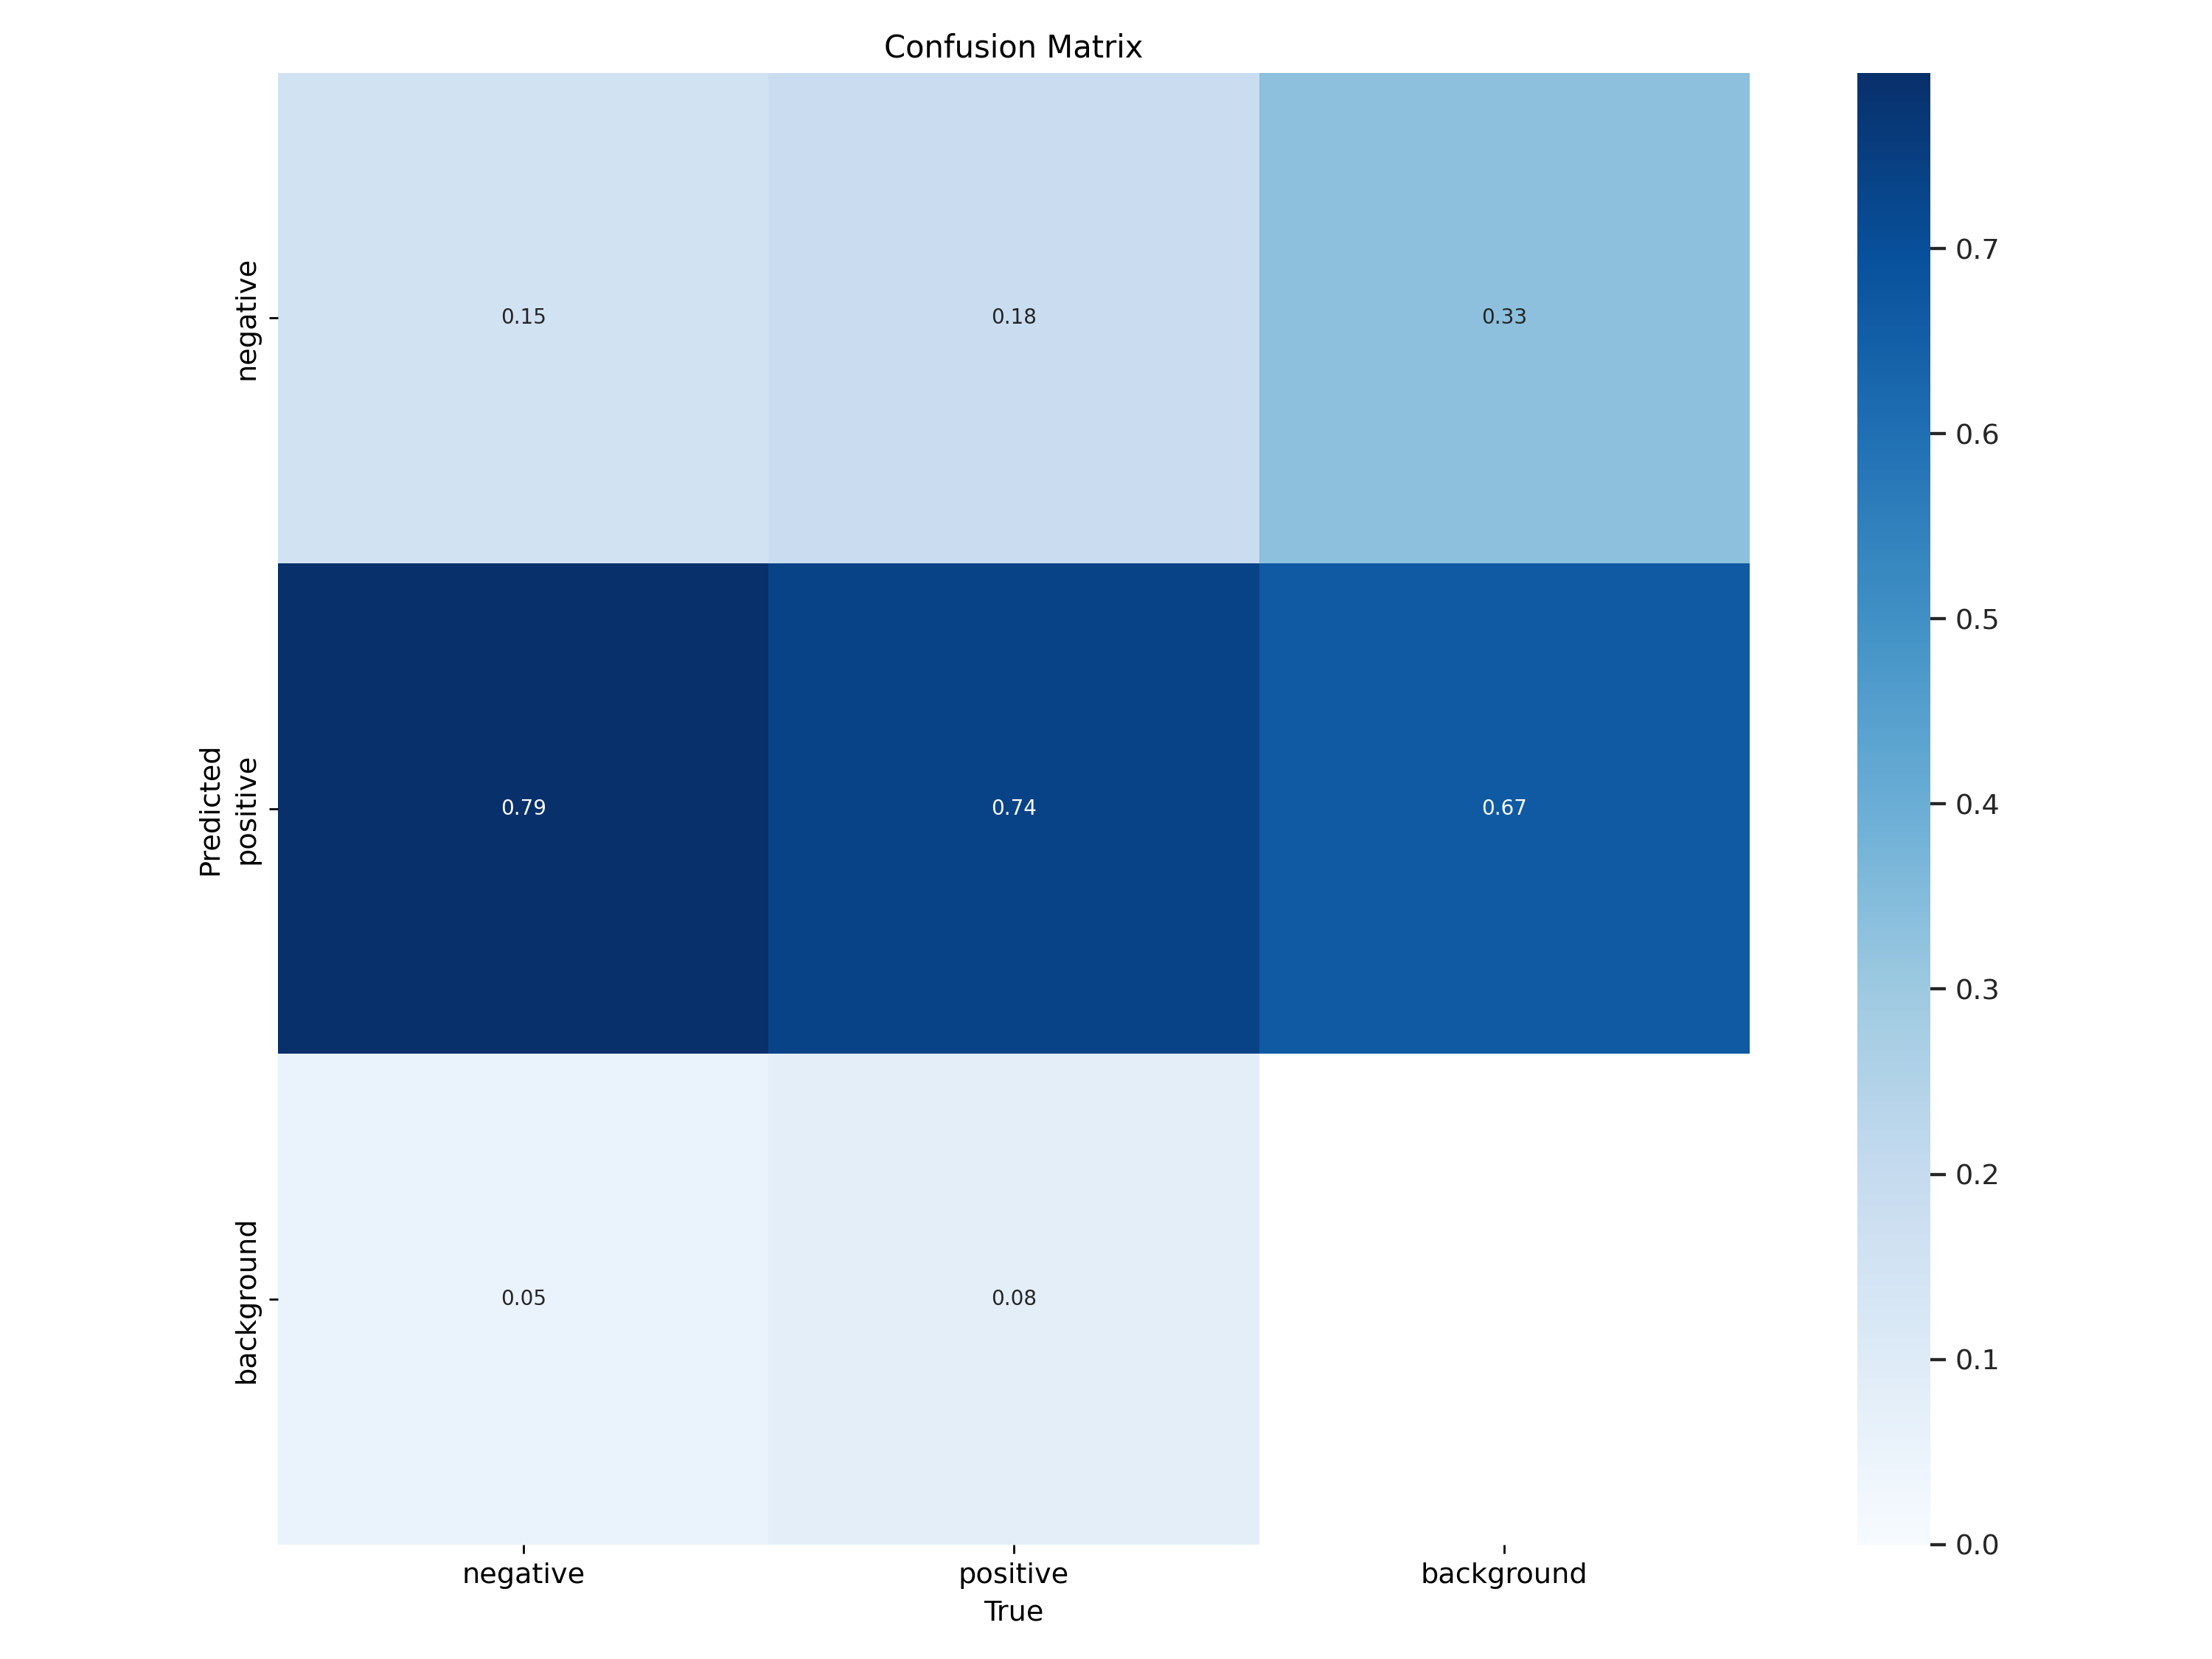 Confusion Matrix
negative
0.15 0.18 0.33
Predicted
positive
0.79 0.74 0.67
background
0.05 0.08
negative positive background
True
0.7
0.6
0.5
0.4
0.3
0.2
0.1
0.0